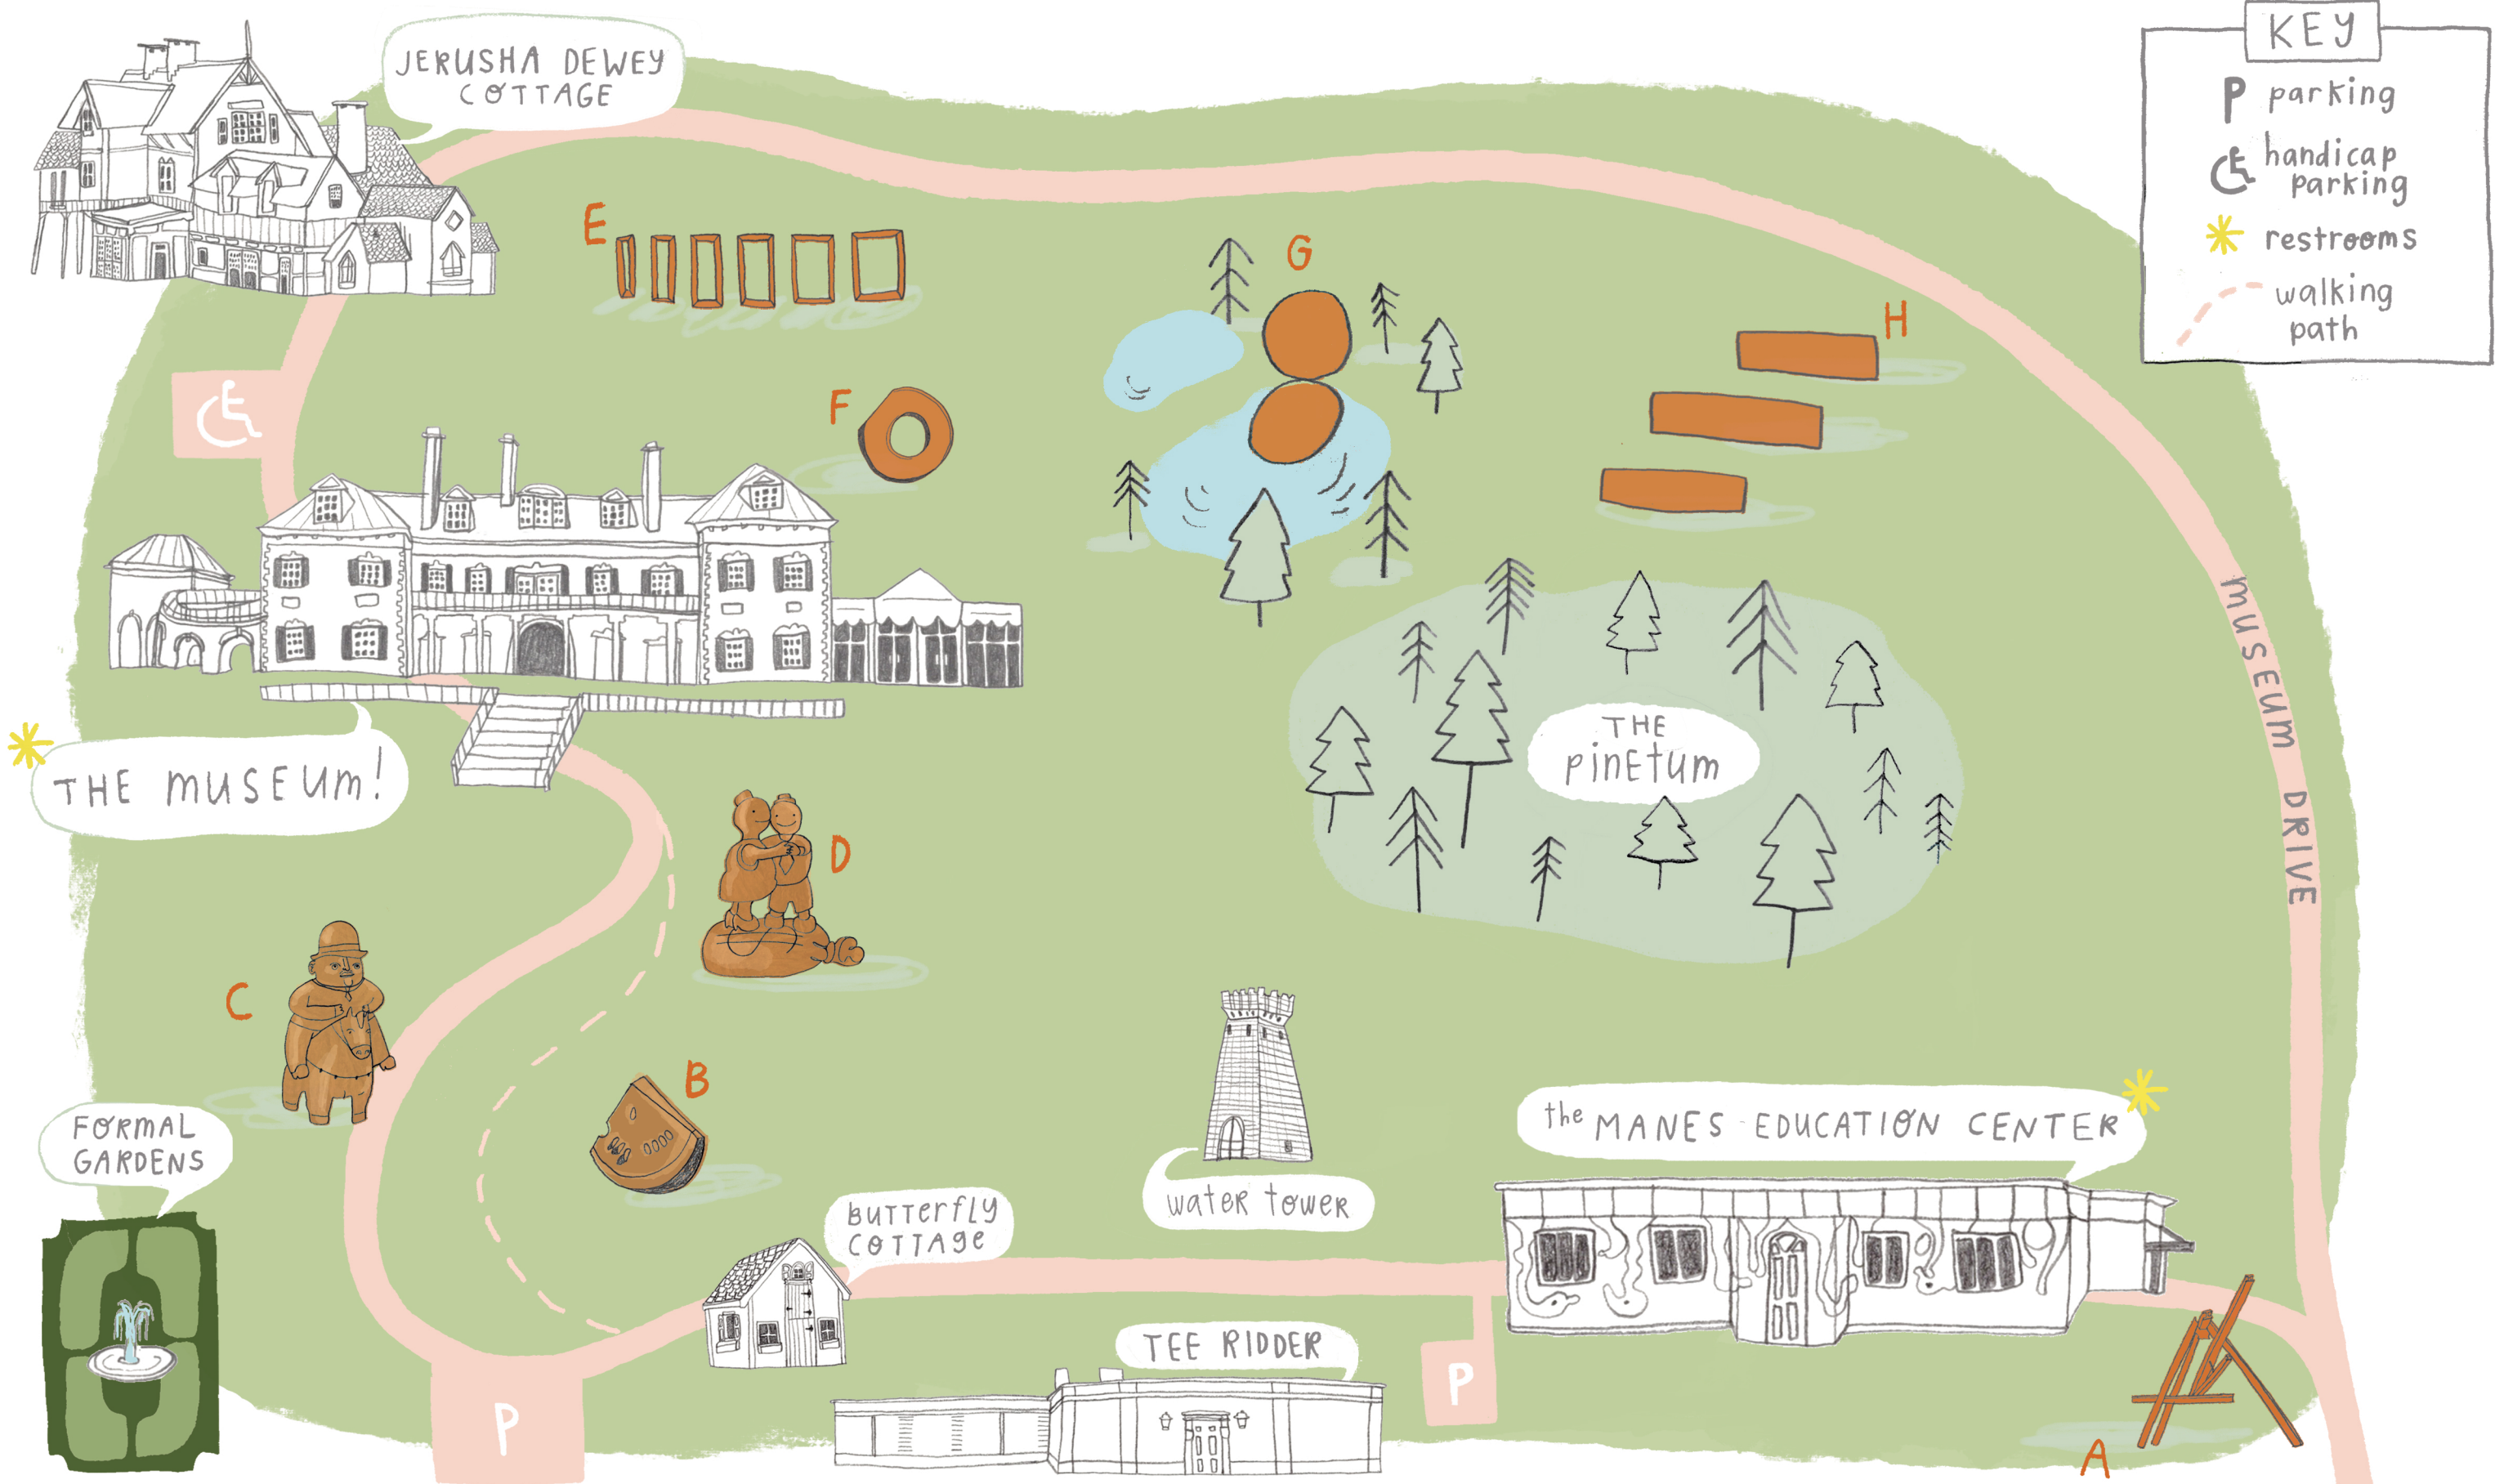 JERUSHA DEWEY
COTTAGE
KEY
P parking
handicap
parking
restrooms
walking
path
E
G
H
F
MUSEUM DRIVE
THE
PINETUM
THE MUSEUM!
D
C
B
FORMAL
GARDENS
BUTTERFLY
COTTAGE
WATER TOWER
the MANES EDUCATION CENTER
TEE RIDDER
P
P
A